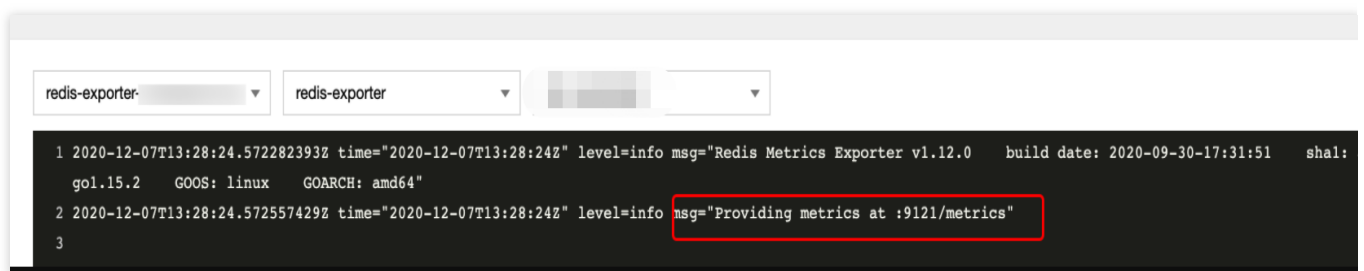 redis-exporter- redis-exporter
1 2020-12-07T13:28:24.572282393Z time="2020-12-07T13:28:24Z" level=info msg="Redis Metrics Exporter v1.12.0 build date: 2020-09-30-17:31:51 sha1:
go1.15.2 GOOS: linux GOARCH: amd64"
2 2020-12-07T13:28:24.572557429Z time="2020-12-07T13:28:24Z" level=info msg="Providing metrics at :9121/metrics"
3